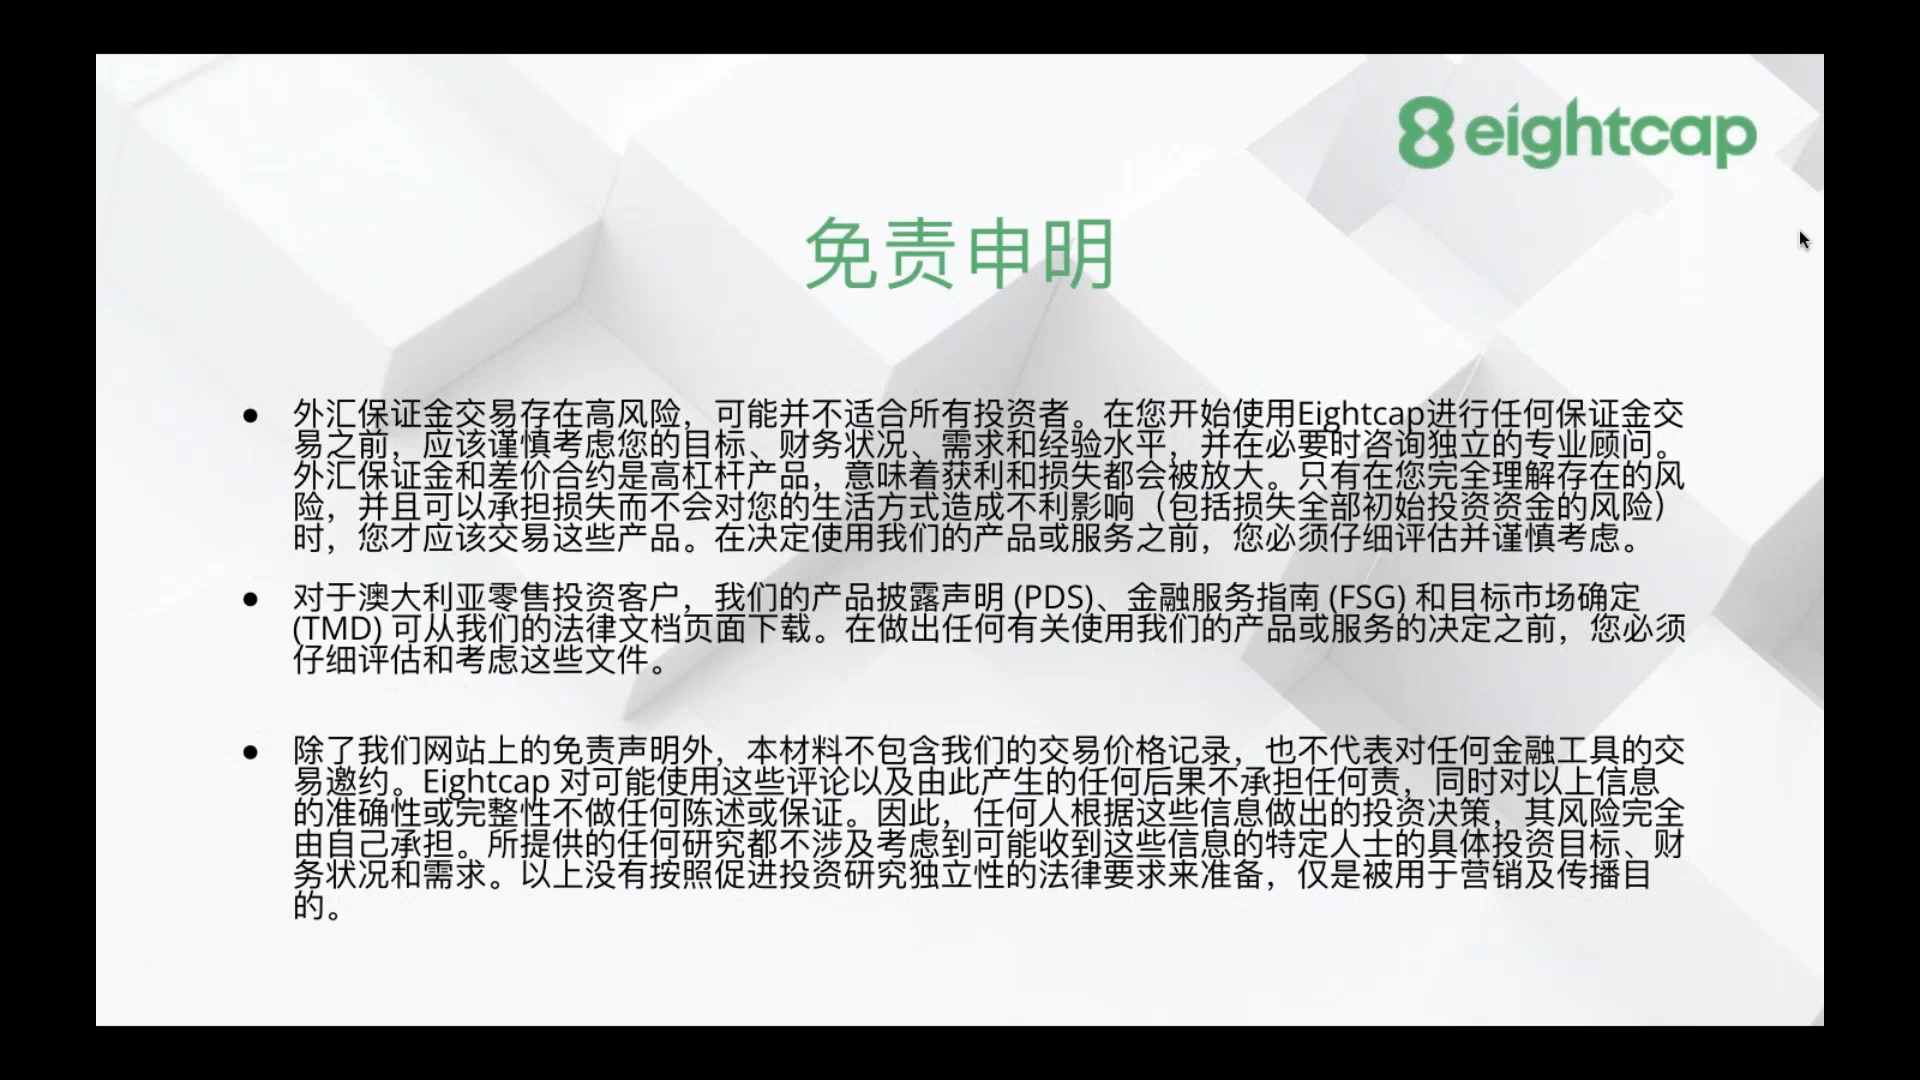 8 eightcap
免责申明
● 外汇保证金交易存在高风险，可能并不适合所有投资者。在您开始使用Eightcap进行任何保证金交
易之前，应该谨慎考虑您的目标、财务状况、需求和经验水平，并在必要时咨询独立的专业顾问。
外汇保证金和差价合约是高杠杆产品，意味着获利和损失都会被放大。只有在您完全理解存在的风
险，并且可以承担损失而不会对您的生活方式造成不利影响（包括损失全部初始投资资金的风险）
时，您才应该交易这些产品。在决定使用我们的产品或服务之前，您必须仔细评估并谨慎考虑。
● 对于澳大利亚零售投资客户，我们的产品披露声明 (PDS)、金融服务指南 (FSG) 和目标市场确定
(TMD) 可从我们的法律文档页面下载。在做出任何有关使用我们的产品或服务的决定之前，您必须
仔细评估和考虑这些文件。
● 除了我们网站上的免责声明外，本材料不包含我们的交易价格记录，也不代表对任何金融工具的交
易邀约。Eightcap 对可能使用这些评论以及由此产生的任何后果不承担任何责，同时对以上信息
的准确性或完整性不做任何陈述或保证。因此，任何人根据这些信息做出的投资决策，其风险完全
由自己承担。所提供的任何研究都不涉及考虑到可能收到这些信息的特定人士的具体投资目标、财
务状况和需求。以上没有按照促进投资研究独立性的法律要求来准备，仅是被用于营销及传播目
的。